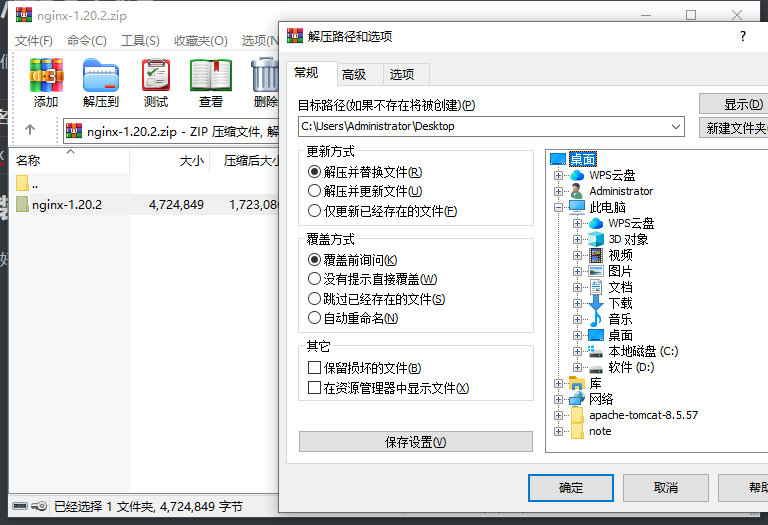 nginx-1.20.2.zip
文件(F) 命令(C) 工具(S) 收藏夹(O) 选项(N
添加 解压到 测试 查看 删除
nginx-1.20.2.zip - ZIP 压缩文件, 解
名称 大小 压缩后大小
..
nginx-1.20.2 4,724,849 1,723,08
已经选择 1 文件夹, 4,724,849 字节
解压路径和选项 ?
常规 高级 选项
目标路径(如果不存在将被创建)(P)
显示(D)
C:\Users\Administrator\Desktop
新建文件夹
更新方式
解压并替换文件(R)
解压并更新文件(U)
仅更新已经存在的文件(F)
覆盖方式
覆盖前询问(K)
没有提示直接覆盖(W)
跳过已经存在的文件(S)
自动重命名(N)
其它
保留损坏的文件(B)
在资源管理器中显示文件(X)
保存设置(V)
桌面
WPS云盘
Administrator
此电脑
WPS云盘
3D 对象
视频
图片
文档
下载
音乐
桌面
本地磁盘 (C:)
软件 (D:)
库
网络
apache-tomcat-8.5.57
note
确定 取消 帮助